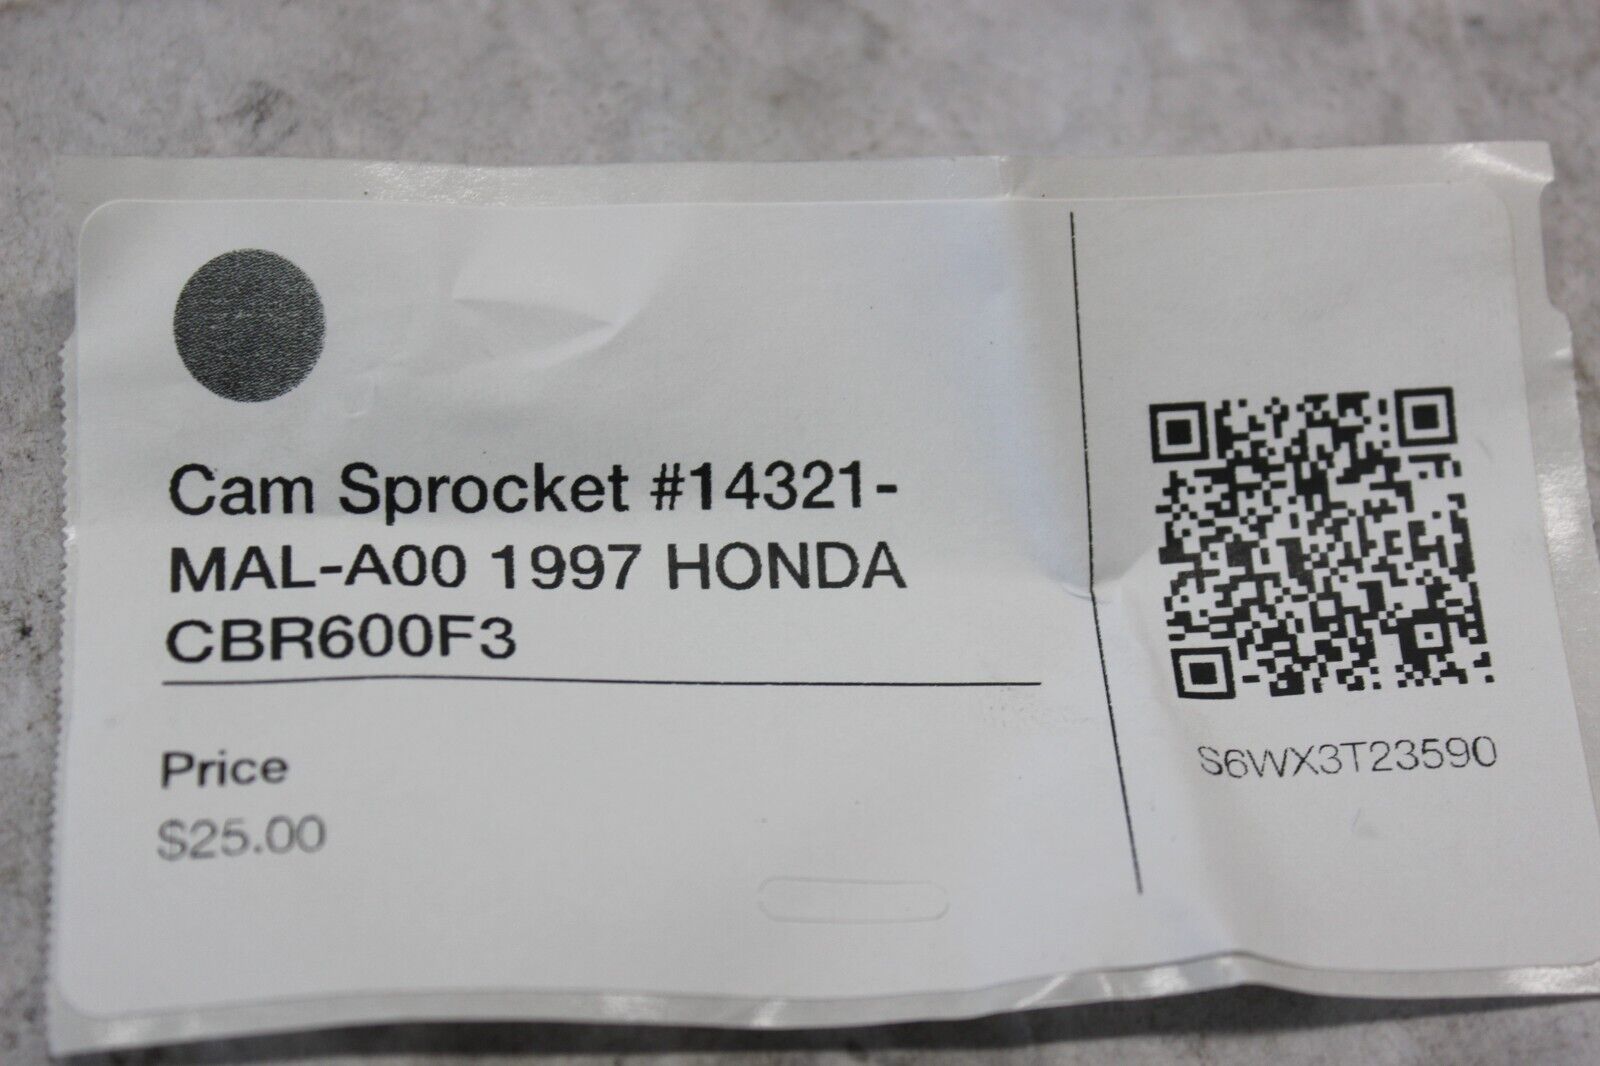 Cam Sprocket #14321-
MAL-A00 1997 HONDA
CBR600F3
Price
$25.00
S6WX3T23590